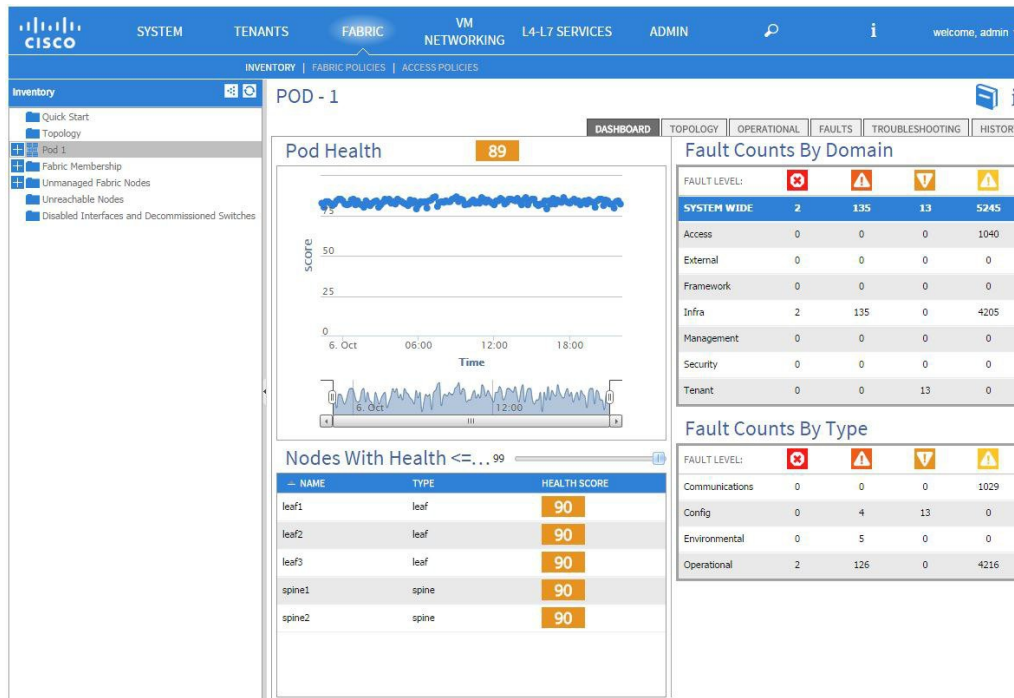 CISCO
SYSTEM TENANTS FABRIC VM NETWORKING L4-L7 SERVICES ADMIN i welcome, admin
INVENTORY | FABRIC POLICIES | ACCESS POLICIES
Inventory
Quick Start
Topology
Pod 1
Fabric Membership
Unmanaged Fabric Nodes
Unreachable Nodes
Disabled Interfaces and Decommissioned Switches
POD - 1
i
DASHBOARD TOPOLOGY OPERATIONAL FAULTS TROUBLESHOOTING HISTOR
Pod Health 89
75
50
25
0
score
6. Oct 06:00 12:00 18:00
Time
6. Oct 12:00
Nodes With Health <=... 99
NAME TYPE HEALTH SCORE
leaf1 leaf 90
leaf2 leaf 90
leaf3 leaf 90
spine1 spine 90
spine2 spine 90
Fault Counts By Domain
FAULT LEVEL:
SYSTEM WIDE 2 135 13 5245
Access 0 0 0 1040
External 0 0 0 0
Framework 0 0 0 0
Infra 2 135 0 4205
Management 0 0 0 0
Security 0 0 0 0
Tenant 0 0 13 0
Fault Counts By Type
FAULT LEVEL:
Communications 0 0 0 1029
Config 0 4 13 0
Environmental 0 5 0 0
Operational 2 126 0 4216